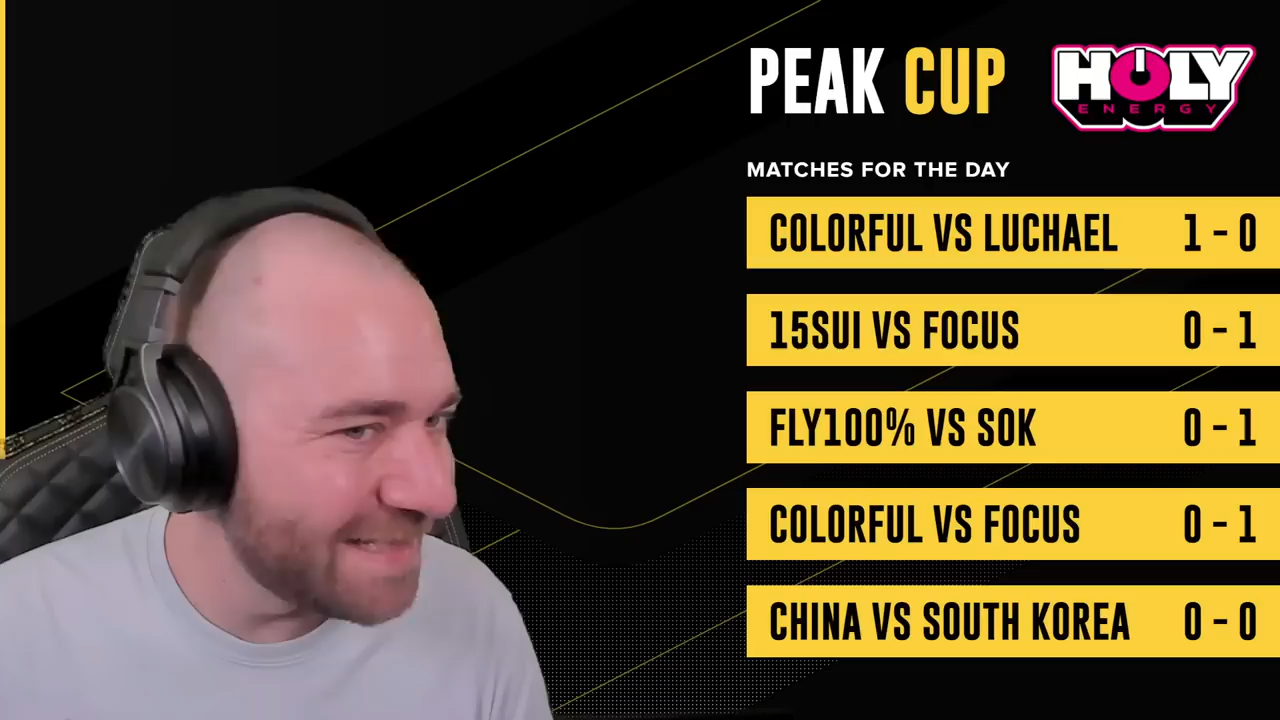 PEAK CUP
HOLY
ENERGY
MATCHES FOR THE DAY
COLORFUL VS LUCHAEL 1 - 0
15SUI VS FOCUS 0 - 1
FLY100% VS SOK 0 - 1
COLORFUL VS FOCUS 0 - 1
CHINA VS SOUTH KOREA 0 - 0